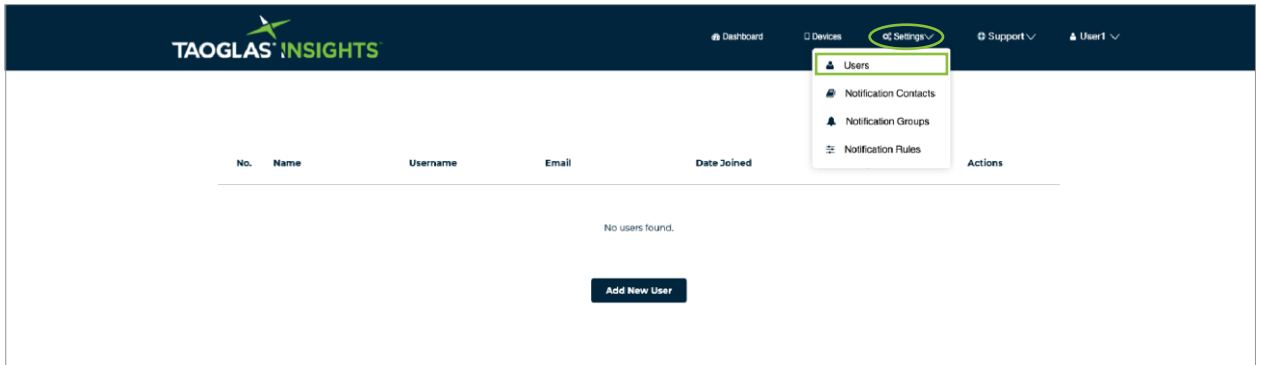 TAOGLAS INSIGHTS™
Dashboard
Devices
Settings
Support
User1
Users
Notification Contacts
Notification Groups
Notification Rules
No. Name Username Email Date Joined Actions
No users found.
Add New User